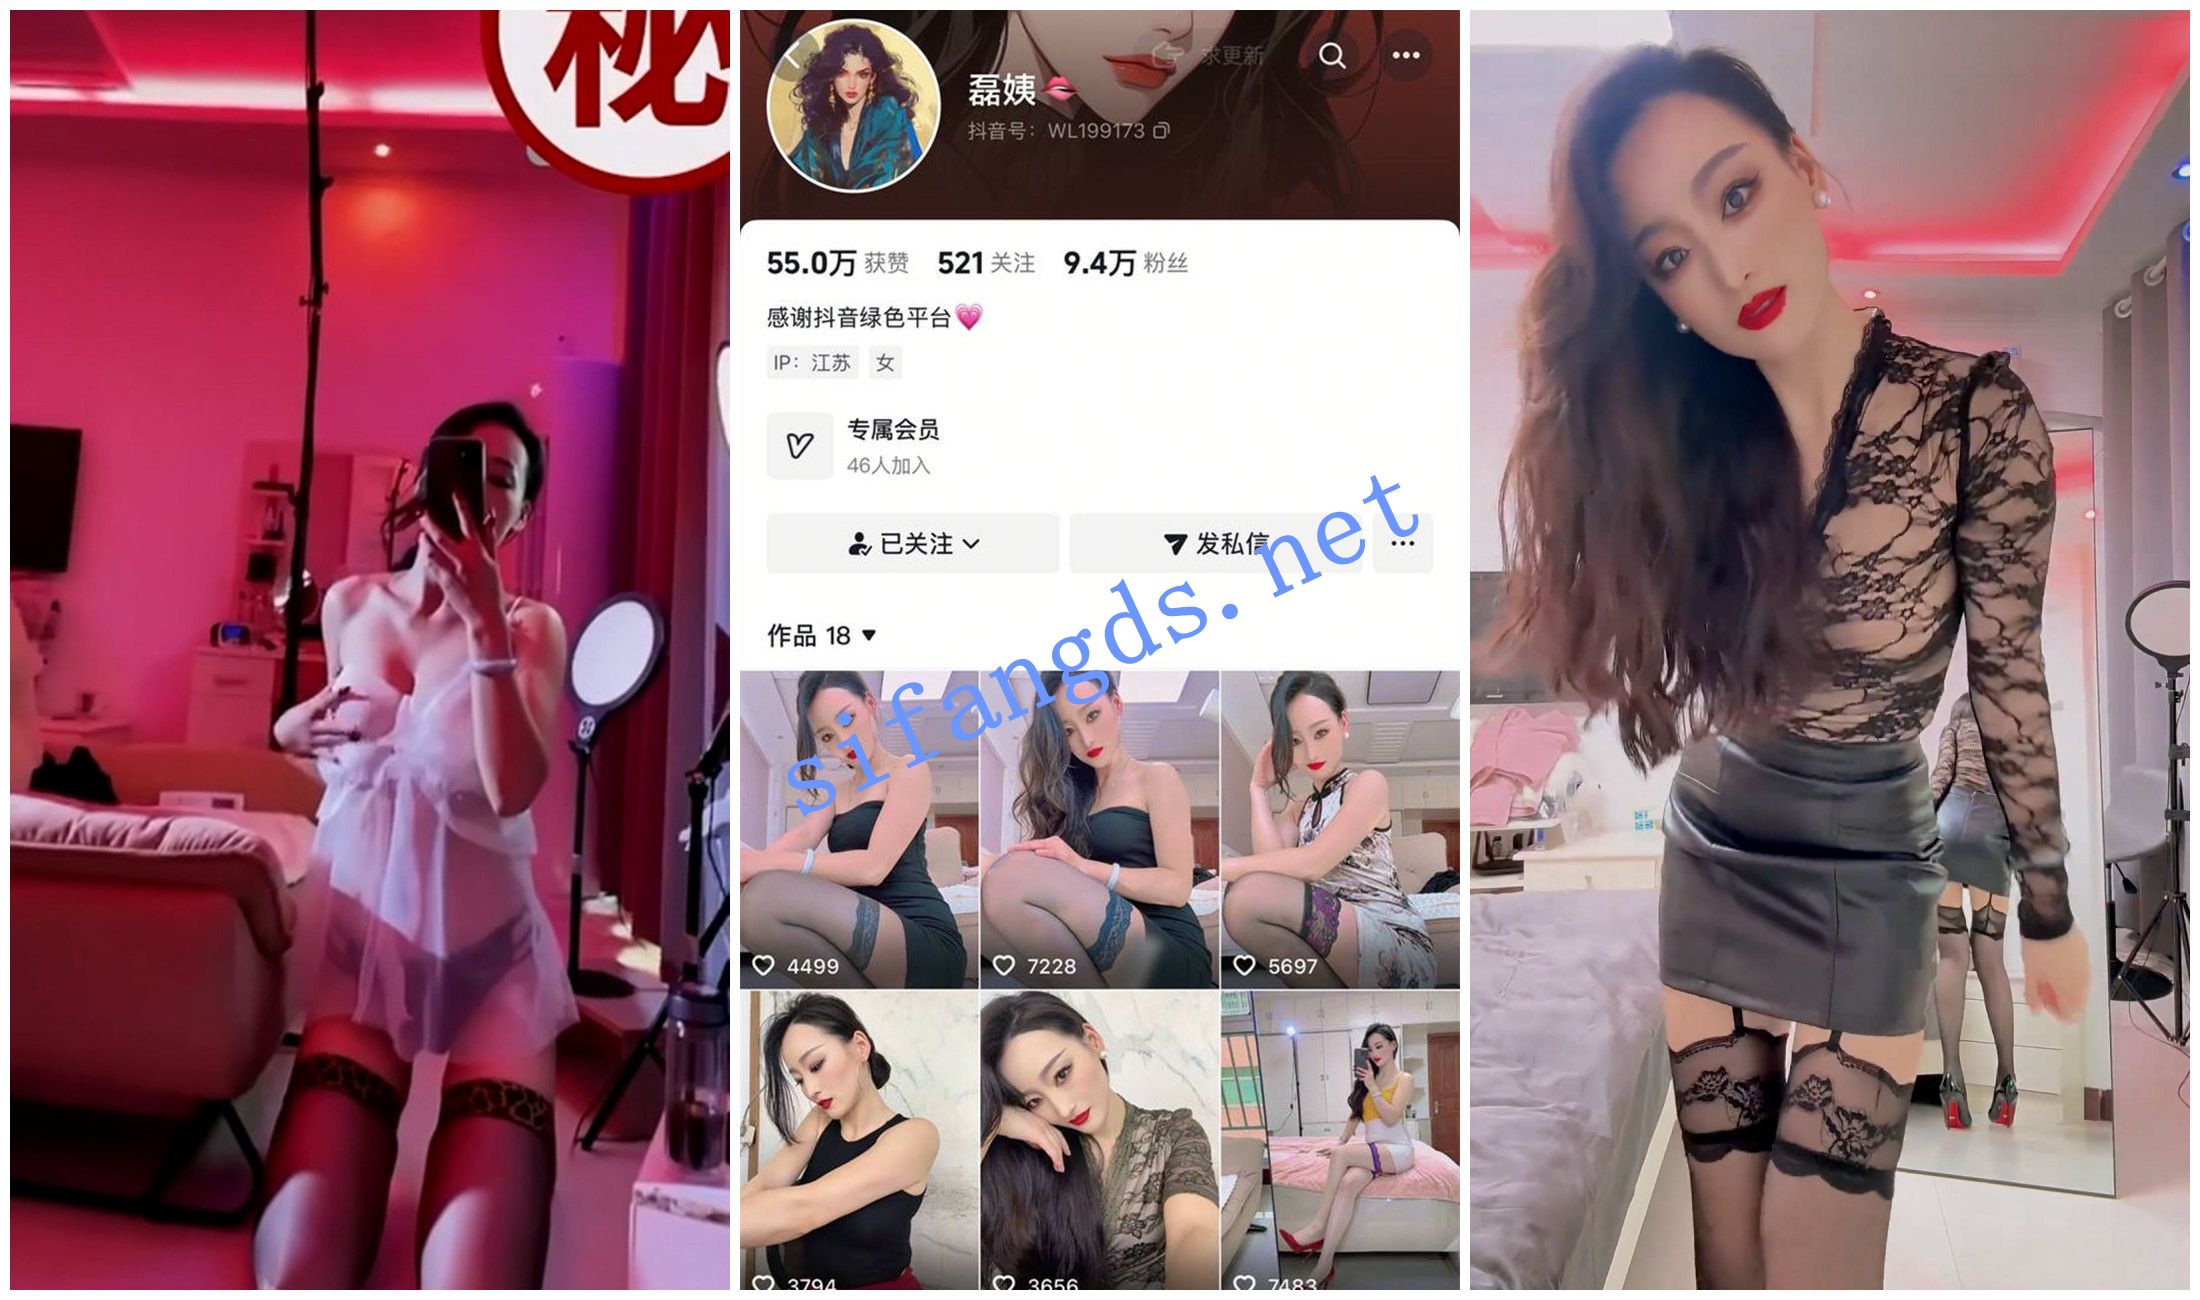 秘
求更新
磊姨💋
抖音号：WL199173
55.0万 获赞 521 关注 9.4万 粉丝
感谢抖音绿色平台💗
IP：江苏 女
专属会员
46人加入
已关注 发私信
作品 18
sifangds.net
4499 7228 5697
3794 3656 7483